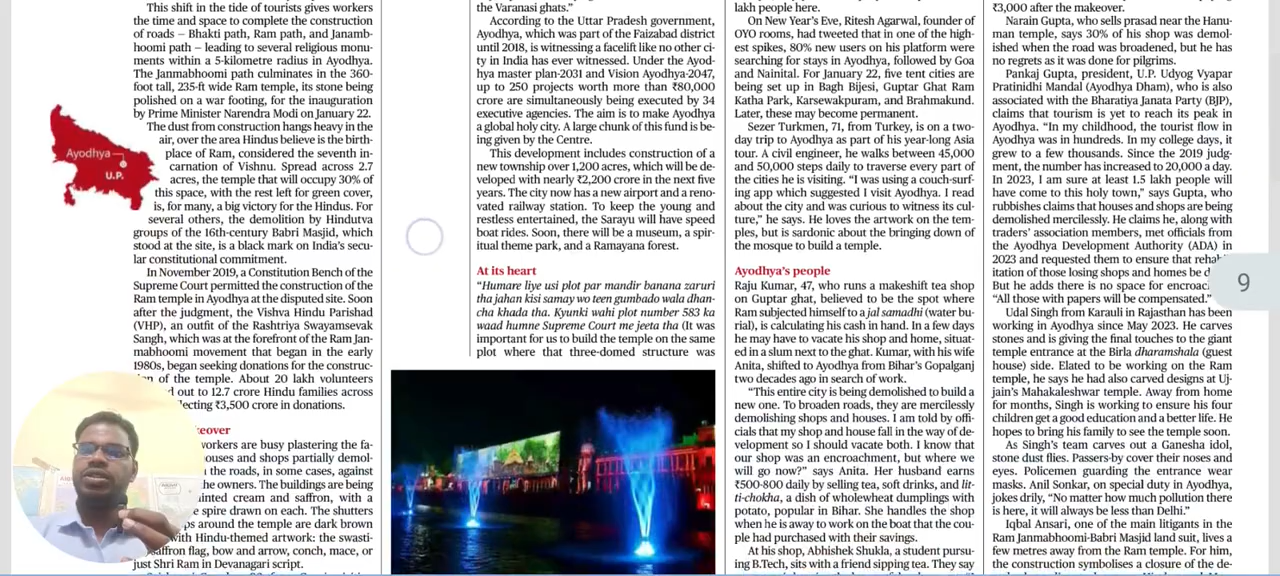 This shift in the tide of tourists gives workers
the time and space to complete the construction
of roads – Bhakti path, Ram path, and Janamb-
hoomi path – leading to several religious monu-
ments within a 5-kilometre radius in Ayodhya.
The Janmabhoomi path culminates in the 360-
foot tall, 235-ft wide Ram temple, its stone being
polished on a war footing, for the inauguration
by Prime Minister Narendra Modi on January 22.
The dust from construction hangs heavy in the
air, over the area Hindus believe is the birth-
place of Ram, considered the seventh in-
carnation of Vishnu. Spread across 2.7
acres, the temple that will occupy 30% of
this space, with the rest left for green cover,
is, for many, a big victory for the Hindus. For
several others, the demolition by Hindutva
groups of the 16th-century Babri Masjid, which
stood at the site, is a black mark on India's secu-
lar constitutional commitment.
In November 2019, a Constitution Bench of the
Supreme Court permitted the construction of the
Ram temple in Ayodhya at the disputed site. Soon
after the judgment, the Vishva Hindu Parishad
(VHP), an outfit of the Rashtriya Swayamsevak
Sangh, which was at the forefront of the Ram Jan-
mabhoomi movement that began in the early
1980s, began seeking donations for the construc-
of the temple. About 20 lakh volunteers
out to 12.7 crore Hindu families across
lecting ₹3,500 crore in donations.
eover
workers are busy plastering the fa-
ouses and shops partially demol-
the roads, in some cases, against
the owners. The buildings are being
ainted cream and saffron, with a
spire drawn on each. The shutters
ps around the temple are dark brown
with Hindu-themed artwork: the swasti-
saffron flag, bow and arrow, conch, mace, or
just Shri Ram in Devanagari script.
Ayodhya
U.P.
the Varanasi ghats."
According to the Uttar Pradesh government,
Ayodhya, which was part of the Faizabad district
until 2018, is witnessing a facelift like no other ci-
ty in India has ever witnessed. Under the Ayod-
hya master plan-2031 and Vision Ayodhya-2047,
up to 250 projects worth more than ₹80,000
crore are simultaneously being executed by 34
executive agencies. The aim is to make Ayodhya
a global holy city. A large chunk of this fund is be-
ing given by the Centre.
This development includes construction of a
new township over 1,200 acres, which will be de-
veloped with nearly ₹2,200 crore in the next five
years. The city now has a new airport and a reno-
vated railway station. To keep the young and
restless entertained, the Sarayu will have speed
boat rides. Soon, there will be a museum, a spir-
itual theme park, and a Ramayana forest.
At its heart
"Humare liye usi plot par mandir banana zaruri
tha jahan kisi samay wo teen gumbado wala dhan-
cha khada tha. Kyunki wahi plot number 583 ka
waad humne Supreme Court me jeeta tha (It was
important for us to build the temple on the same
plot where that three-domed structure was
lakh people here.
On New Year's Eve, Ritesh Agarwal, founder of
OYO rooms, had tweeted that in one of the high-
est spikes, 80% new users on his platform were
searching for stays in Ayodhya, followed by Goa
and Nainital. For January 22, five tent cities are
being set up in Bagh Bijesi, Guptar Ghat Ram
Katha Park, Karsewakpuram, and Brahmakund.
Later, these may become permanent.
Sezer Turkmen, 71, from Turkey, is on a two-
day trip to Ayodhya as part of his year-long Asia
tour. A civil engineer, he walks between 45,000
and 50,000 steps daily to traverse every part of
the cities he is visiting. "I was using a couch-surf-
ing app which suggested I visit Ayodhya. I read
about the city and was curious to witness its cul-
ture," he says. He loves the artwork on the tem-
ples, but is sardonic about the bringing down of
the mosque to build a temple.
Ayodhya's people
Raju Kumar, 47, who runs a makeshift tea shop
on Guptar ghat, believed to be the spot where
Ram subjected himself to a jal samadhi (water bu-
rial), is calculating his cash in hand. In a few days
he may have to vacate his shop and home, situat-
ed in a slum next to the ghat. Kumar, with his wife
Anita, shifted to Ayodhya from Bihar's Gopalganj
two decades ago in search of work.
"This entire city is being demolished to build a
new one. To broaden roads, they are mercilessly
demolishing shops and houses. I am told by offi-
cials that my shop and house fall in the way of de-
velopment so I should vacate both. I know that
our shop was an encroachment, but where we
will go now?" says Anita. Her husband earns
₹500-800 daily by selling tea, soft drinks, and lit-
ti-chokha, a dish of wholewheat dumplings with
potato, popular in Bihar. She handles the shop
when he is away to work on the boat that the cou-
ple had purchased with their savings.
At his shop, Abhishek Shukla, a student pursu-
ing B.Tech, sits with a friend sipping tea. They say
₹3,000 after the makeover.
Narain Gupta, who sells prasad near the Hanu-
man temple, says 30% of his shop was demol-
ished when the road was broadened, but he has
no regrets as it was done for pilgrims.
Pankaj Gupta, president, U.P. Udyog Vyapar
Pratinidhi Mandal (Ayodhya Dham), who is also
associated with the Bharatiya Janata Party (BJP),
claims that tourism is yet to reach its peak in
Ayodhya. "In my childhood, the tourist flow in
Ayodhya was in hundreds. In my college days, it
grew to a few thousands. Since the 2019 judg-
ment, the number has increased to 20,000 a day.
In 2023, I am sure at least 1.5 lakh people will
have come to this holy town," says Gupta, who
rubbishes claims that houses and shops are being
demolished mercilessly. He claims he, along with
traders' association members, met officials from
the Ayodhya Development Authority (ADA) in
2023 and requested them to ensure that rehab
itation of those losing shops and homes be d
But he adds there is no space for encroac
"All those with papers will be compensated."
Udal Singh from Karauli in Rajasthan has been
working in Ayodhya since May 2023. He carves
stones and is giving the final touches to the giant
temple entrance at the Birla dharamshala (guest
house) side. Elated to be working on the Ram
temple, he says he had also carved designs at Uj-
jain's Mahakaleshwar temple. Away from home
for months, Singh is working to ensure his four
children get a good education and a better life. He
hopes to bring his family to see the temple soon.
As Singh's team carves out a Ganesha idol,
stone dust flies. Passers-by cover their noses and
eyes. Policemen guarding the entrance wear
masks. Anil Sonkar, on special duty in Ayodhya,
jokes drily, "No matter how much pollution there
is here, it will always be less than Delhi."
Iqbal Ansari, one of the main litigants in the
Ram Janmabhoomi-Babri Masjid land suit, lives a
few metres away from the Ram temple. For him,
the construction symbolises a closure of the de-
9